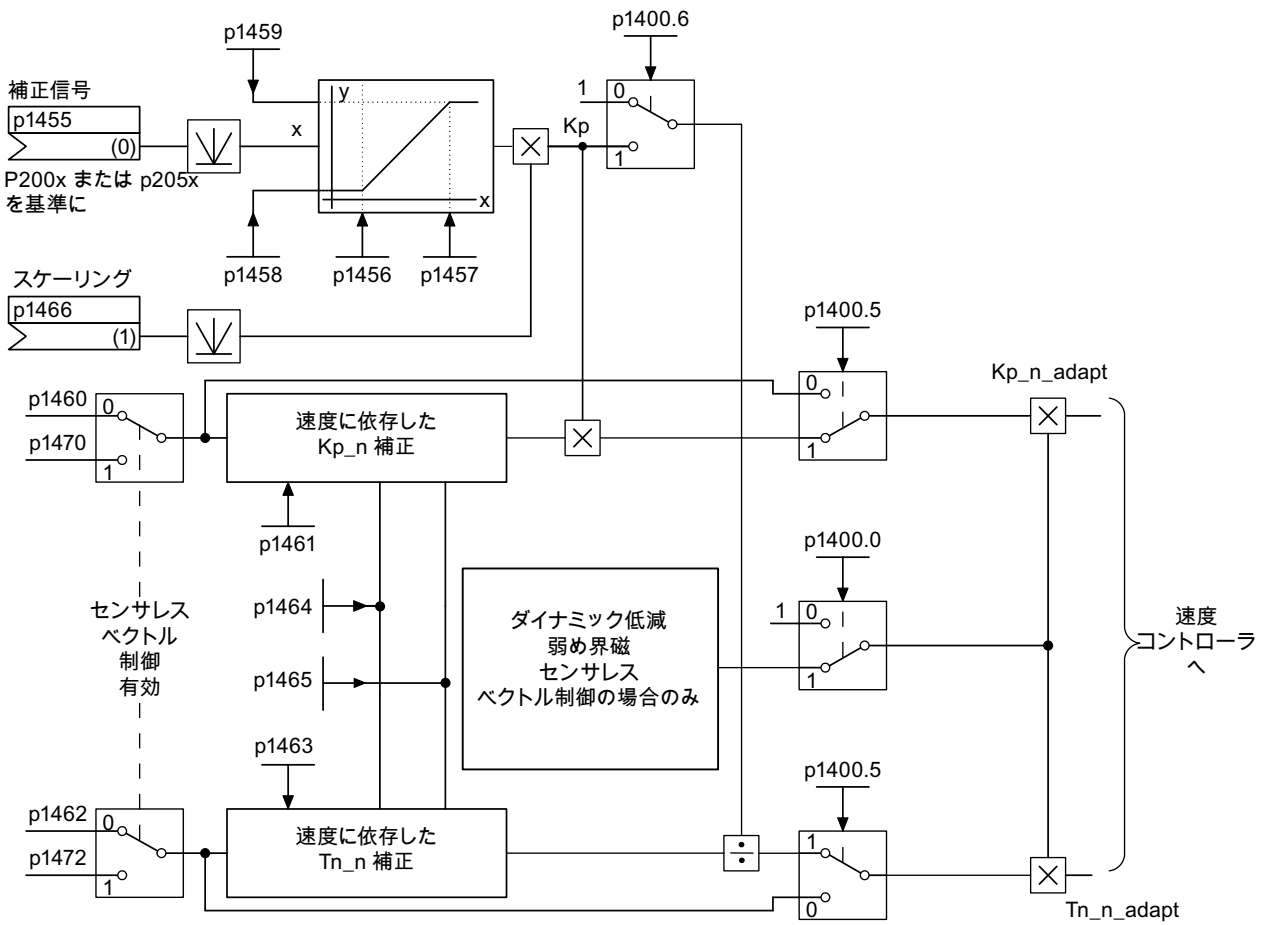 p1400.6
p1459
補正信号
p1455
(0)
P200x または p205x
を基準に
x
y
x
Kp
1
0
1
p1458
p1456
p1457
スケーリング
p1466
(1)
p1400.5
0
1
Kp_n_adapt
p1460
0
p1470
1
速度に依存した
Kp_n 補正
p1461
p1464
p1465
p1463
センサレス
ベクトル
制御
有効
ダイナミック低減
弱め界磁
センサレス
ベクトル制御の場合のみ
p1400.0
1
0
1
速度
コントローラ
へ
p1400.5
1
0
p1462
0
p1472
1
速度に依存した
Tn_n 補正
Tn_n_adapt